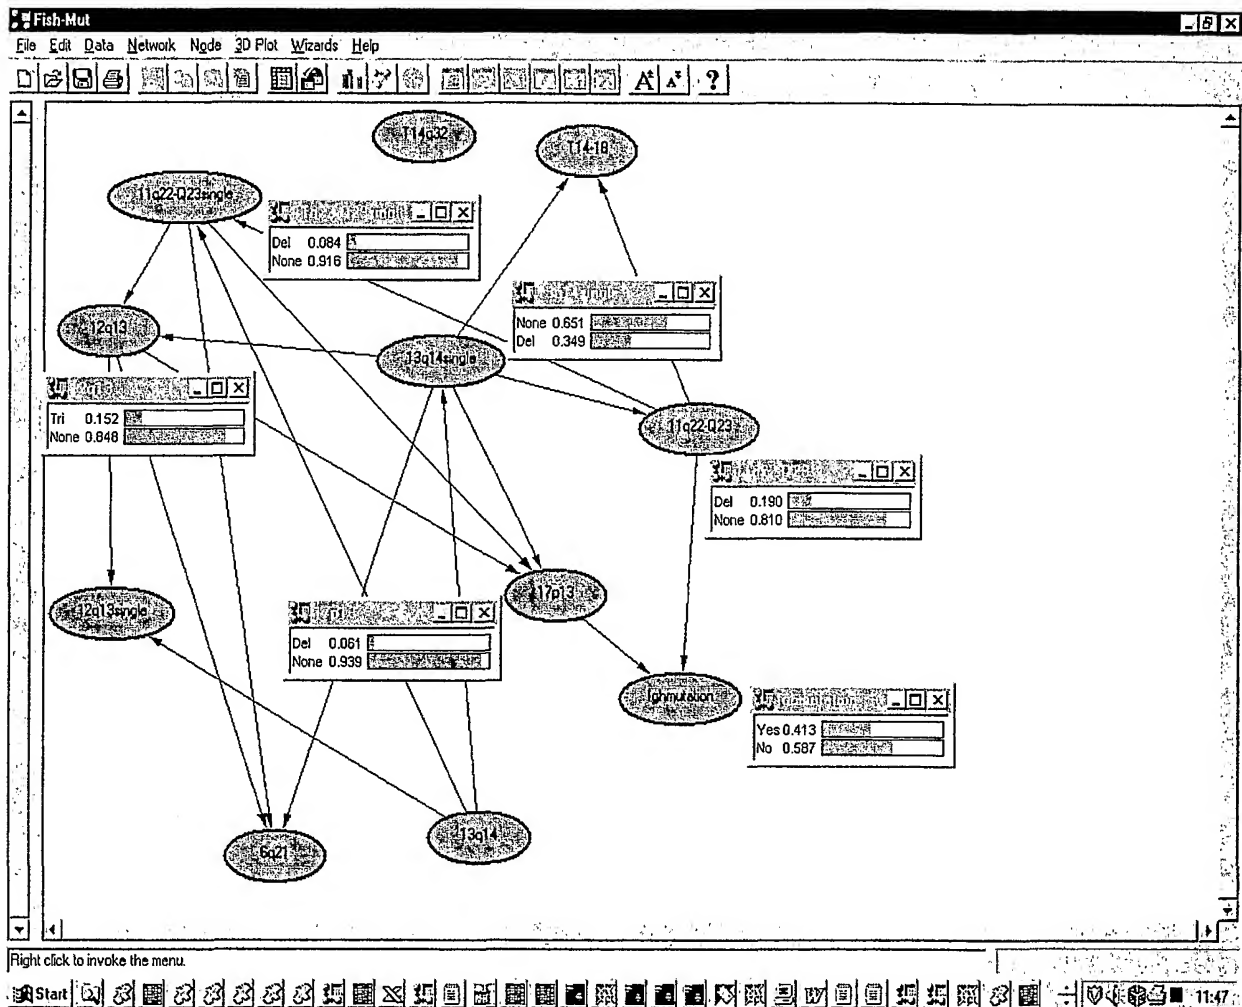 Fish-Mut
File Edit Data Network Node 3D Plot Wizards Help
T14q32
T14-18
11q22-Q23single
Del 0.084
None 0.916
None 0.651
Del 0.349
12q13
13q14single
Tri 0.152
None 0.848
11q22-Q23
Del 0.190
None 0.810
12q13single
17p13
Del 0.061
None 0.939
Ighmutation
Yes 0.413
No 0.587
6q21
13q14
Right click to invoke the menu.
Start
11:47